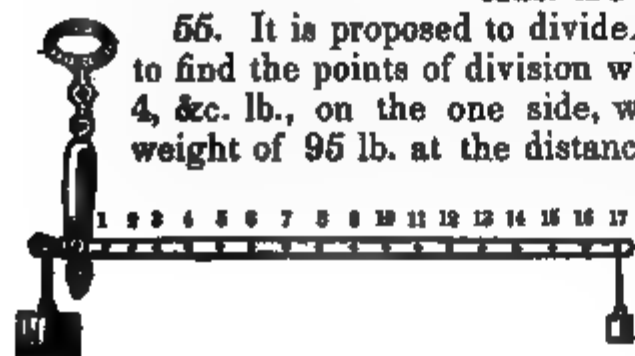 55. It is proposed to divide
to find the points of division w
4, &c. lb., on the one side, w
weight of 95 lb. at the distanc
1 2 3 4 5 6 7 8 9 10 11 12 13 14 15 16 17